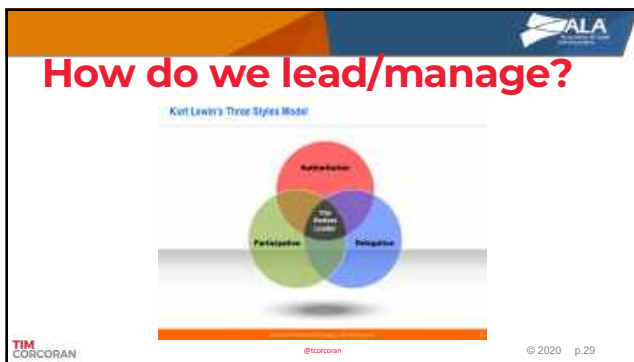 ALA
How do we lead/manage?
Kurt Lewin's Three Styles Model
Authoritarian
The
Leader
Participative
Delegative
TIM
CORCORAN
@tcorcoran
© 2020 p.29